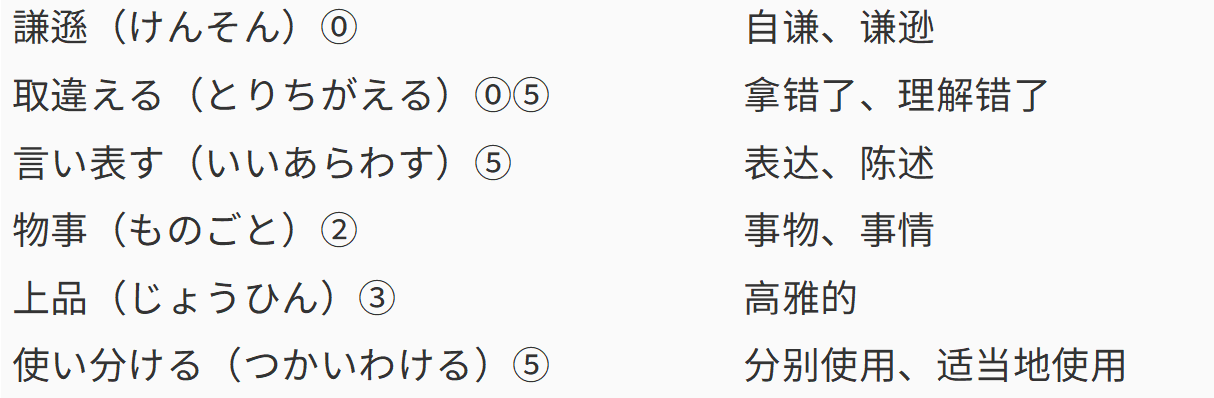 謙遜（けんそん）⓪ 自谦、谦逊
取違える（とりちがえる）⓪⑤ 拿错了、理解错了
言い表す（いいあらわす）⑤ 表达、陈述
物事（ものごと）② 事物、事情
上品（じょうひん）③ 高雅的
使い分ける（つかいわける）⑤ 分别使用、适当地使用